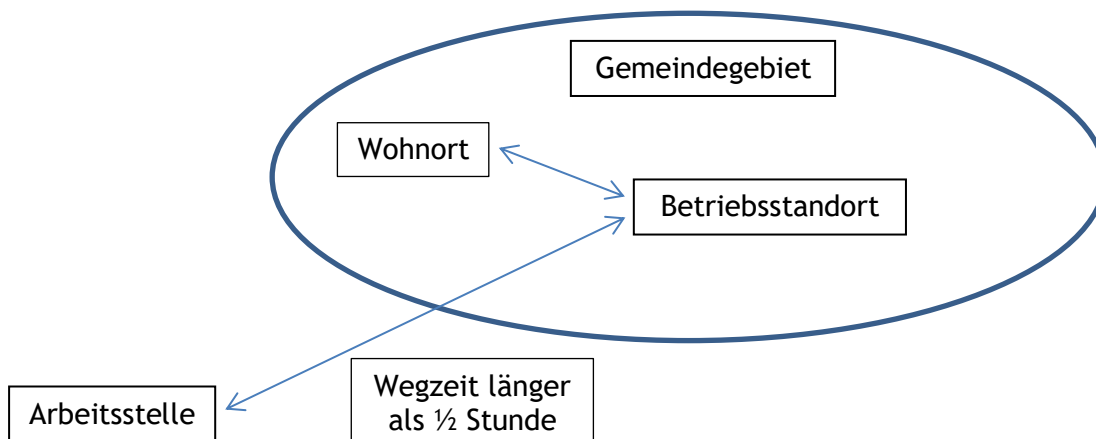 Gemeindegebiet
Wohnort
Betriebsstandort
Wegzeit länger
als ½ Stunde
Arbeitsstelle